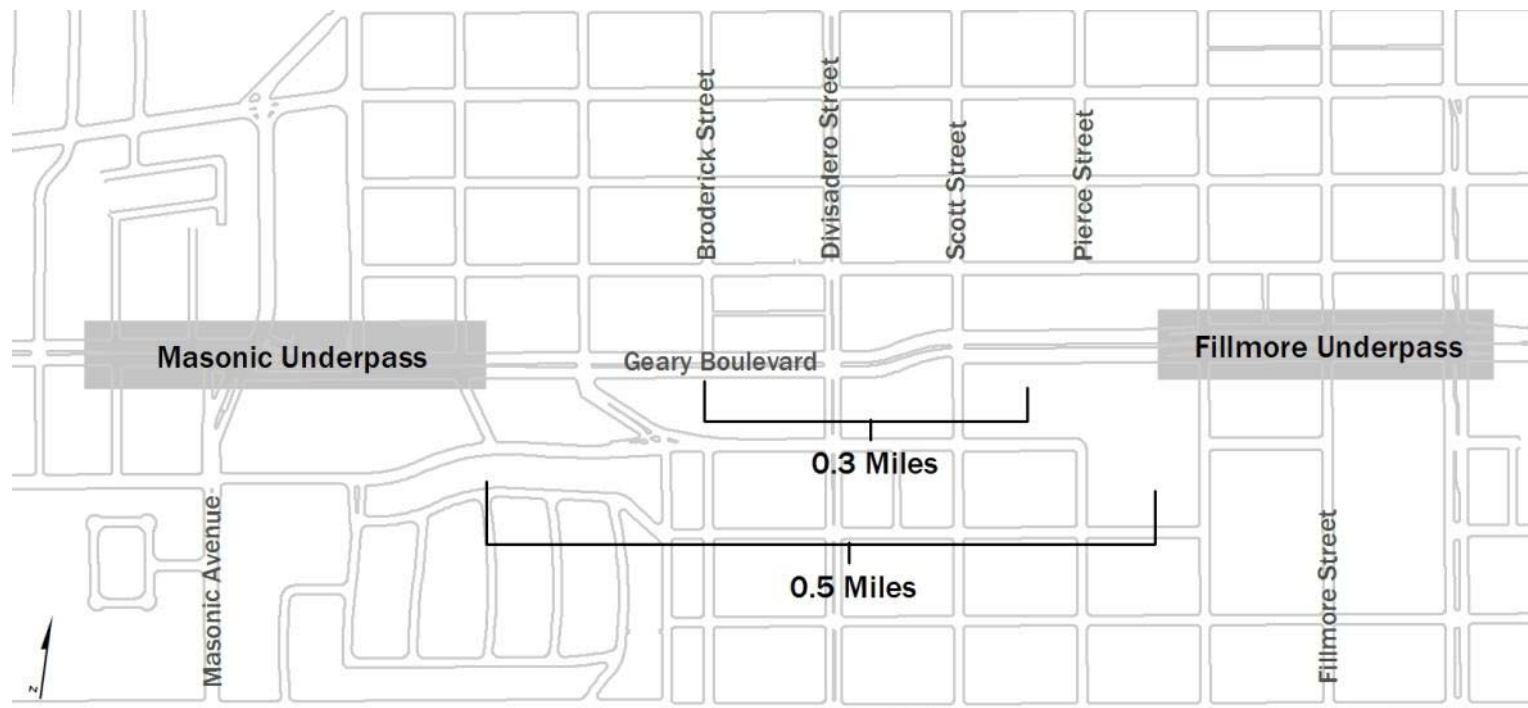 Broderick Street
Divisadero Street
Scott Street
Pierce Street
Masonic Underpass
Geary Boulevard
Fillmore Underpass
0.3 Miles
0.5 Miles
Masonic Avenue
Fillmore Street
z